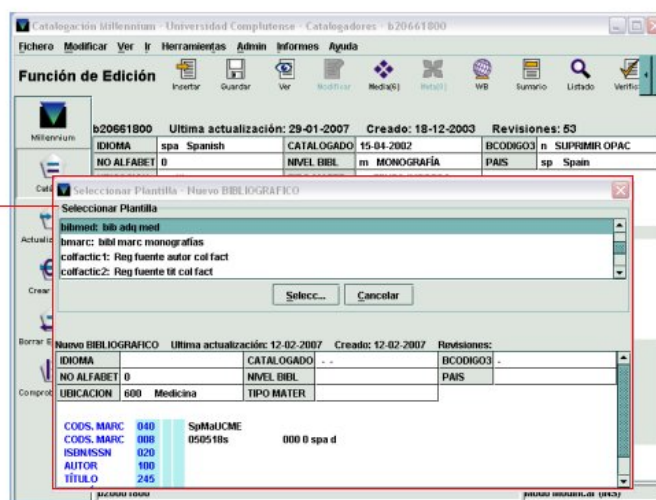 Catalogación Millennium - Universidad Complutense - Catalogadores - b20661800
Fichero Modificar Ver Ir Herramientas Admin Informes Ayuda
Función de Edición Insertar Guardar Ver Modificar Media(6) WB Sumario Listado
Millennium
b20661800 Ultima actualización: 29-01-2007 Creado: 18-12-2003 Revisiones: 53
IDIOMA spa Spanish CATALOGADO 15-04-2002 BCODIGO3 n SUPRIMIR OPAC
NO ALFABET 0 NIVEL BIBL m MONOGRAFÍA PAIS sp Spain
Seleccionar Plantilla - Nuevo BIBLIOGRAFICO
Seleccionar Plantilla
bibmed: bib adq med
bmarc: bibl marc monografías
colfactic1: Reg fuente autor col fact
colfactic2: Reg fuente tit col fact
Selecc... Cancelar
Nuevo BIBLIOGRAFICO Ultima actualización: 12-02-2007 Creado: 12-02-2007 Revisiones:
IDIOMA CATALOGADO - - BCODIGO3 -
NO ALFABET 0 NIVEL BIBL PAIS
UBICACION 600 Medicina TIPO MATER
CODS. MARC 040 SpMaUCME
CODS. MARC 008 050518s 000 0 spa d
ISBN/ISSN 020
AUTOR 100
TÍTULO 245
b20661800 Modo Modificar (INS)